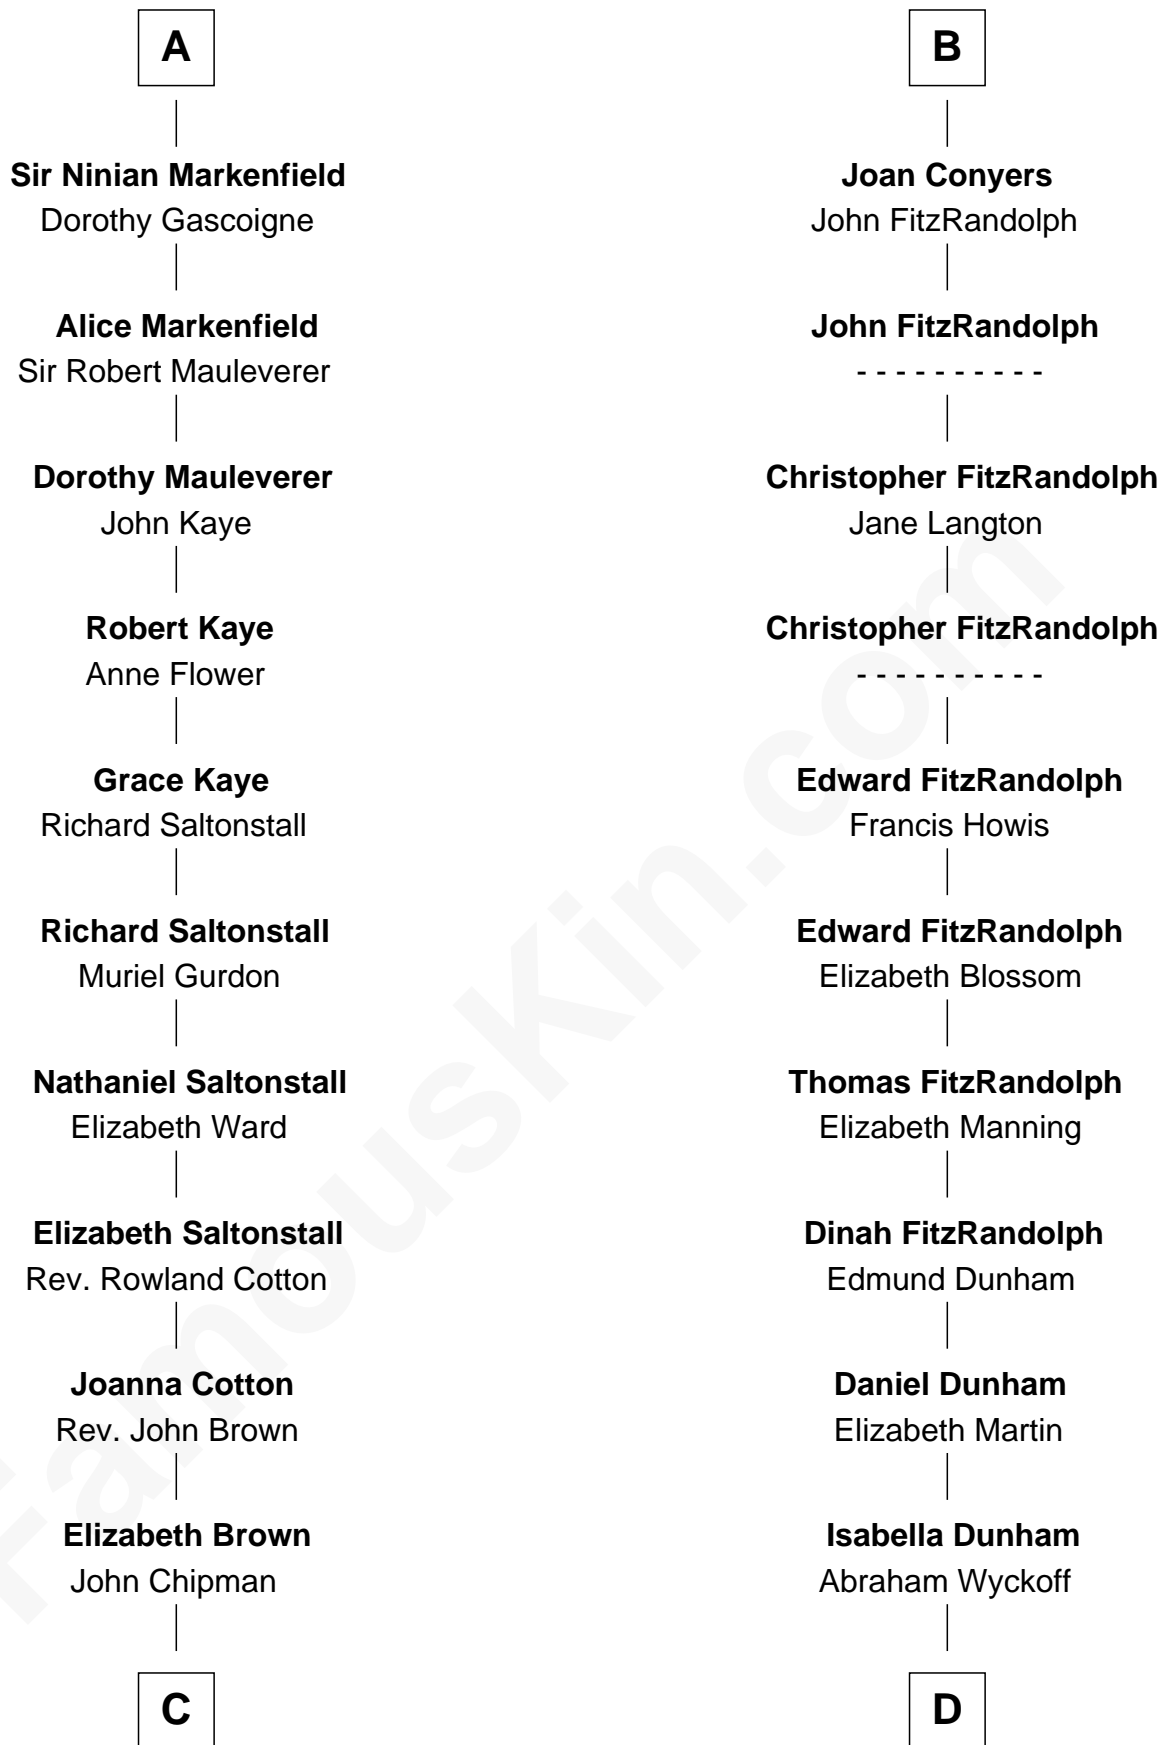 A
Sir Ninian Markenfield
Dorothy Gascoigne
Alice Markenfield
Sir Robert Mauleverer
Dorothy Mauleverer
John Kaye
Robert Kaye
Anne Flower
Grace Kaye
Richard Saltonstall
Richard Saltonstall
Muriel Gurdon
Nathaniel Saltonstall
Elizabeth Ward
Elizabeth Saltonstall
Rev. Rowland Cotton
Joanna Cotton
Rev. John Brown
Elizabeth Brown
John Chipman
C
B
Joan Conyers
John FitzRandolph
John FitzRandolph
- - - - - - - - - -
Christopher FitzRandolph
Jane Langton
Christopher FitzRandolph
- - - - - - - - - -
Edward FitzRandolph
Francis Howis
Edward FitzRandolph
Elizabeth Blossom
Thomas FitzRandolph
Elizabeth Manning
Dinah FitzRandolph
Edmund Dunham
Daniel Dunham
Elizabeth Martin
Isabella Dunham
Abraham Wyckoff
D
FamousKin.com